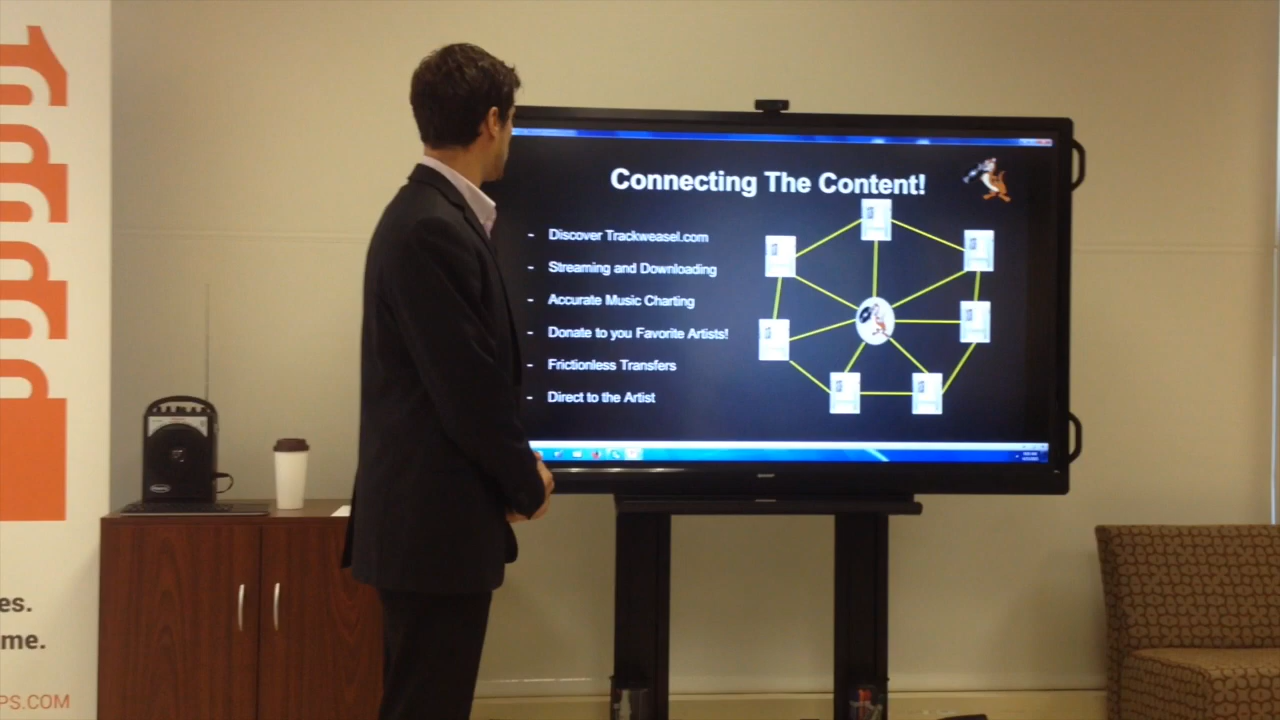 Connecting The Content!
- Discover Trackweasel.com
- Streaming and Downloading
- Accurate Music Charting
- Donate to you Favorite Artists!
- Frictionless Transfers
- Direct to the Artist
SHARP
es.
me.
PS.COM